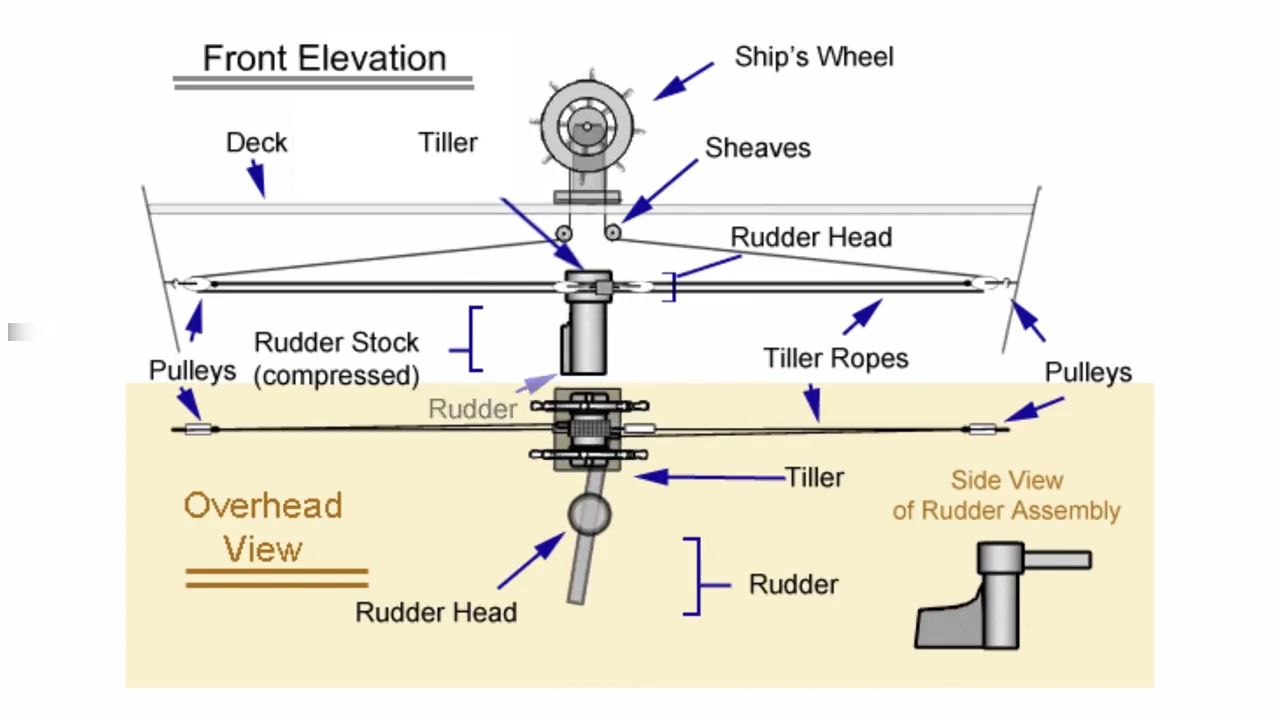 Front Elevation
Ship's Wheel
Deck
Tiller
Sheaves
Rudder Head
Rudder Stock
(compressed)
Tiller Ropes
Pulleys
Pulleys
Rudder
Tiller
Side View
of Rudder Assembly
Overhead
View
Rudder
Rudder Head